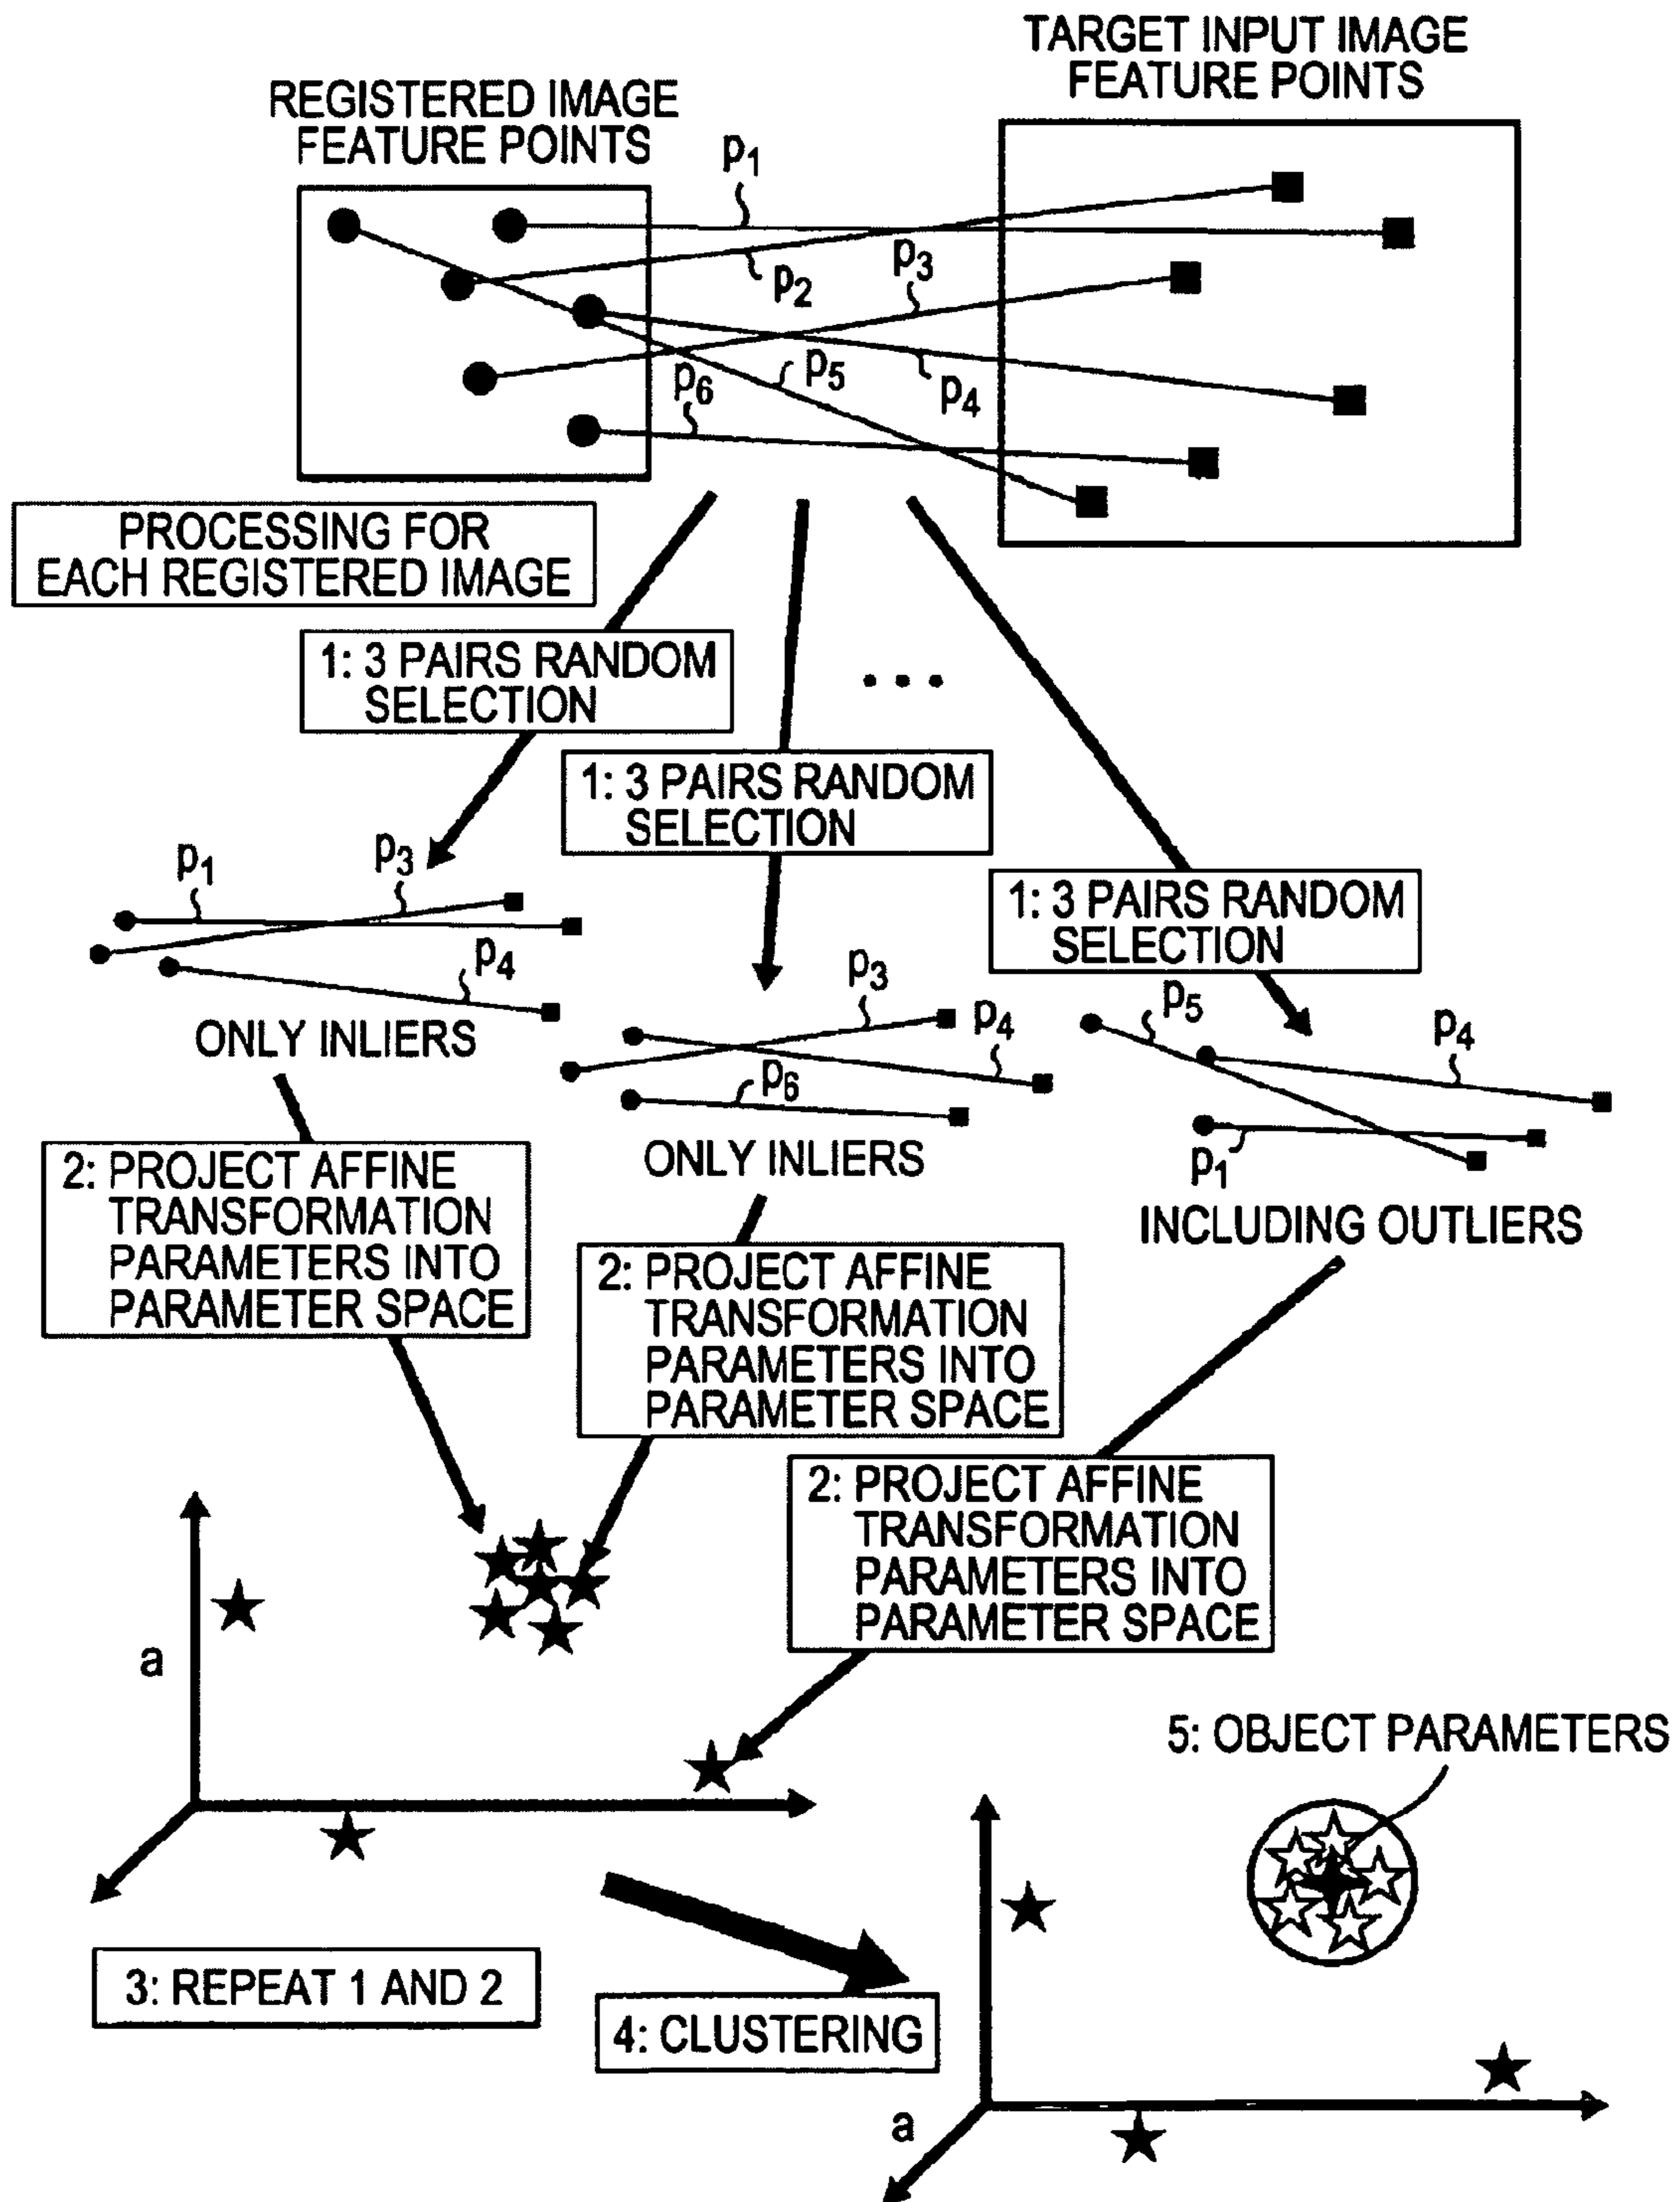 TARGET INPUT IMAGE
FEATURE POINTS
REGISTERED IMAGE
FEATURE POINTS
p1
p2
p3
p4
p5
p6
PROCESSING FOR
EACH REGISTERED IMAGE
1: 3 PAIRS RANDOM
SELECTION
...
1: 3 PAIRS RANDOM
SELECTION
1: 3 PAIRS RANDOM
SELECTION
p1
p3
p4
ONLY INLIERS
p3
p4
p6
ONLY INLIERS
p5
p4
p1
INCLUDING OUTLIERS
2: PROJECT AFFINE
TRANSFORMATION
PARAMETERS INTO
PARAMETER SPACE
2: PROJECT AFFINE
TRANSFORMATION
PARAMETERS INTO
PARAMETER SPACE
2: PROJECT AFFINE
TRANSFORMATION
PARAMETERS INTO
PARAMETER SPACE
a
5: OBJECT PARAMETERS
3: REPEAT 1 AND 2
4: CLUSTERING
a